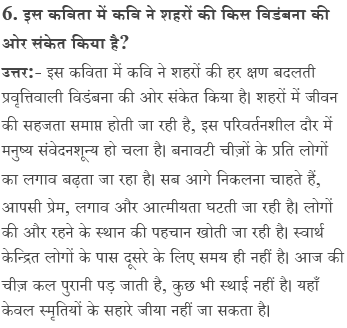 6. इस कविता में कवि ने शहरों की किस विडंबना की
ओर संकेत किया है?
उत्तर:- इस कविता में कवि ने शहरों की हर क्षण बदलती
प्रवृत्तिवाली विडंबना की ओर संकेत किया है। शहरों में जीवन
की सहजता समाप्त होती जा रही है, इस परिवर्तनशील दौर में
मनुष्य संवेदनशून्य हो चला है। बनावटी चीज़ों के प्रति लोगों
का लगाव बढ़ता जा रहा है। सब आगे निकलना चाहते हैं,
आपसी प्रेम, लगाव और आत्मीयता घटती जा रही है। लोगों
की और रहने के स्थान की पहचान खोती जा रही है। स्वार्थ
केन्द्रित लोगों के पास दूसरे के लिए समय ही नहीं है। आज की
चीज़ कल पुरानी पड़ जाती है, कुछ भी स्थाई नहीं है। यहाँ
केवल स्मृतियों के सहारे जीया नहीं जा सकता है।